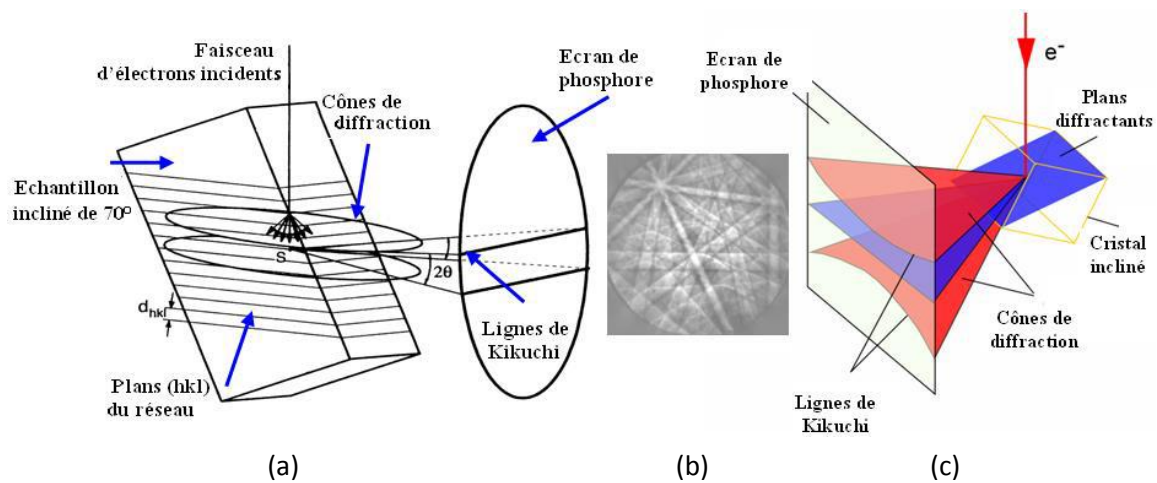 Faisceau
d'électrons incidents
Cônes de
diffraction
Ecran de
phosphore
Echantillon
incliné de 70°
S
2θ
d_hkl
Lignes de
Kikuchi
Plans (hkl)
du réseau
(a)
(b)
Ecran de
phosphore
e⁻
Plans
diffractants
Cristal
incliné
Cônes de
diffraction
Lignes de
Kikuchi
(c)